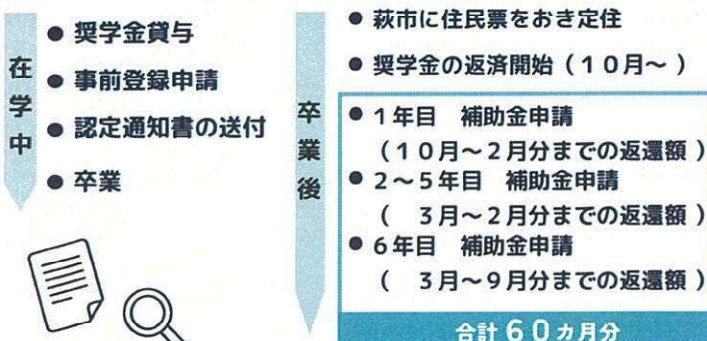 在学中
● 奨学金貸与
● 事前登録申請
● 認定通知書の送付
● 卒業
卒業後
● 萩市に住民票をおき定住
● 奨学金の返済開始(10月~ )
● 1年目 補助金申請
(10月~2月分までの返還額 )
● 2~5年目 補助金申請
( 3月~2月分までの返還額 )
● 6年目 補助金申請
( 3月~9月分までの返還額 )
合計60ヵ月分